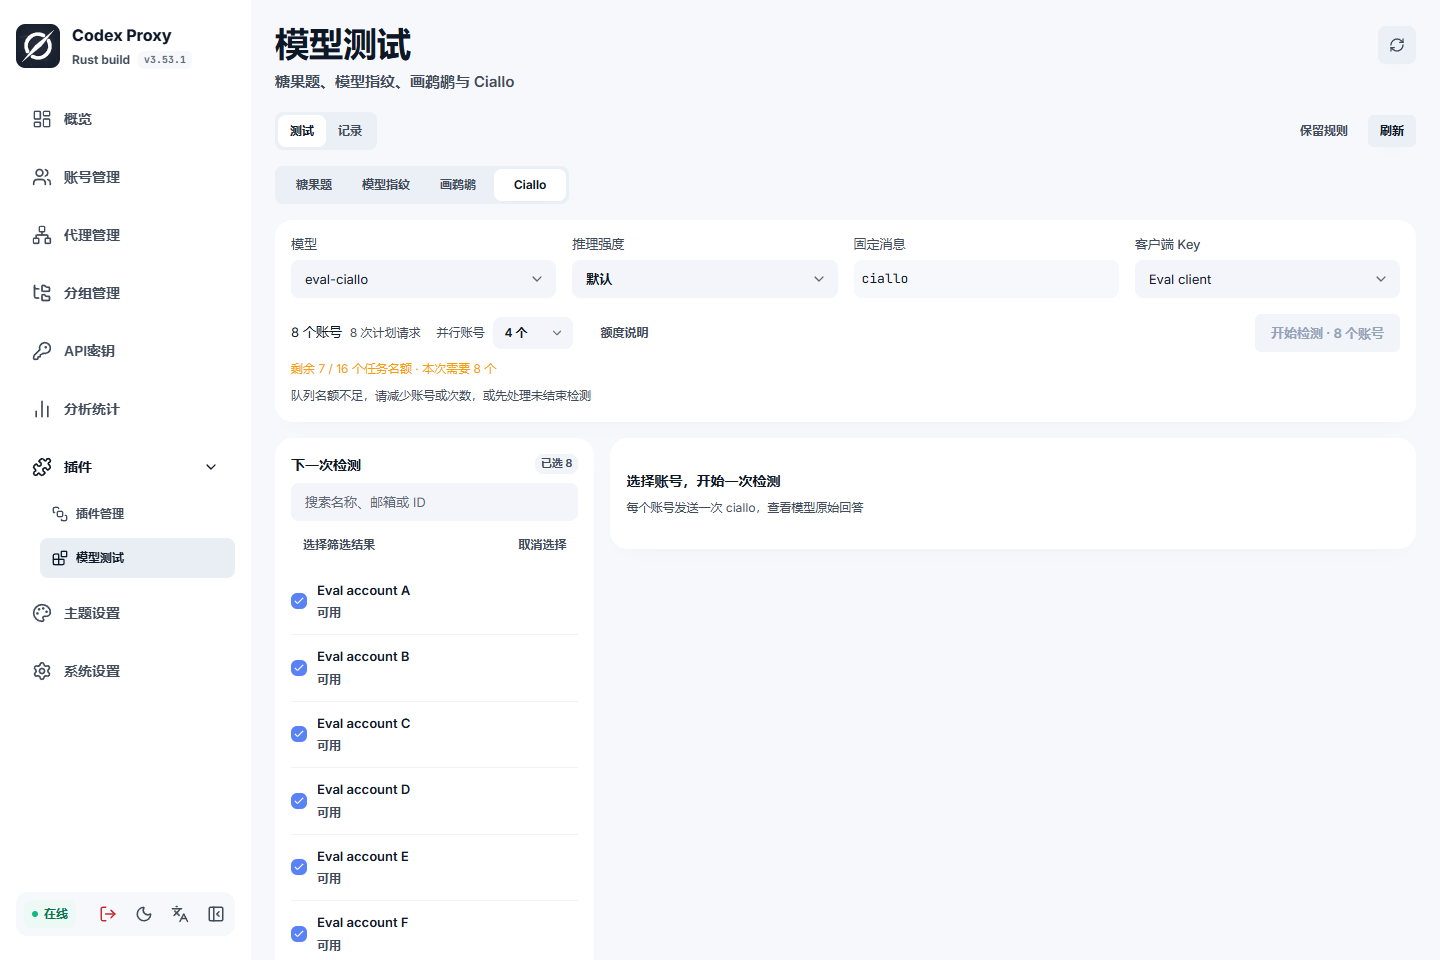 Codex Proxy
Rust build v3.53.1
概览
账号管理
代理管理
分组管理
API密钥
分析统计
插件
插件管理
模型测试
主题设置
系统设置
在线
模型测试
糖果题、模型指纹、画鹈鹕与 Ciallo
测试 记录
保留规则 刷新
糖果题 模型指纹 画鹈鹕 Ciallo
模型 推理强度 固定消息 客户端 Key
eval-ciallo 默认 ciallo Eval client
8 个账号 8 次计划请求 并行账号 4 个 额度说明 开始检测 · 8 个账号
剩余 7 / 16 个任务名额 · 本次需要 8 个
队列名额不足，请减少账号或次数，或先处理未结束检测
下一次检测 已选 8
搜索名称、邮箱或 ID
选择筛选结果 取消选择
Eval account A
可用
Eval account B
可用
Eval account C
可用
Eval account D
可用
Eval account E
可用
Eval account F
可用
选择账号，开始一次检测
每个账号发送一次 ciallo，查看模型原始回答